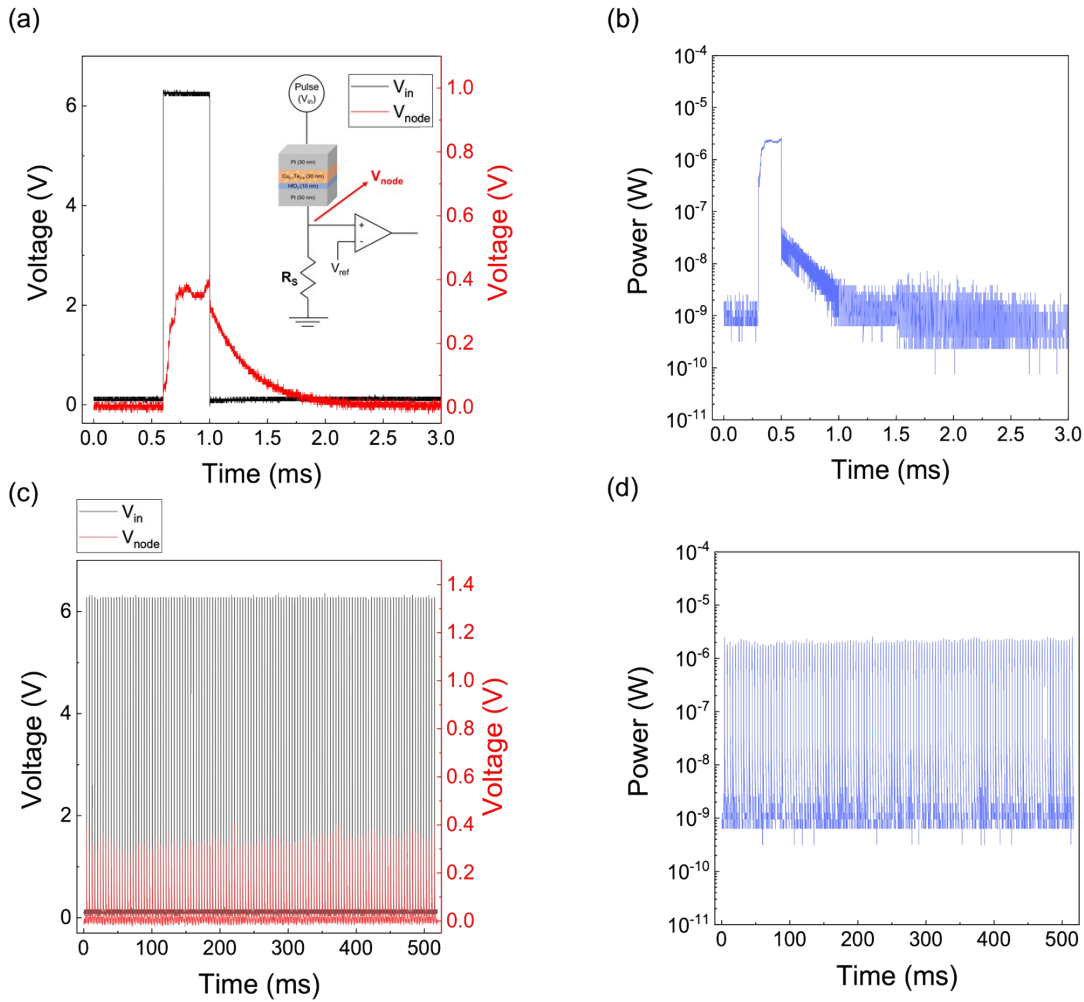 (a)
Voltage (V)
6
4
2
0
0.0 0.5 1.0 1.5 2.0 2.5 3.0
Time (ms)
1.0
0.8
0.6
0.4
0.2
0.0
Voltage (V)
Pulse
(Vin)
Vin
Vnode
Pt (30 nm)
HfO2 (10 nm)
Pt (50 nm)
Vnode
+
-
Vref
RS
(b)
Power (W)
10-4
10-5
10-6
10-7
10-8
10-9
10-10
10-11
0.0 0.5 1.0 1.5 2.0 2.5 3.0
Time (ms)
(c)
Vin
Vnode
Voltage (V)
6
4
2
0
0 100 200 300 400 500
Time (ms)
1.4
1.2
1.0
0.8
0.6
0.4
0.2
0.0
Voltage (V)
(d)
Power (W)
10-4
10-5
10-6
10-7
10-8
10-9
10-10
10-11
0 100 200 300 400 500
Time (ms)